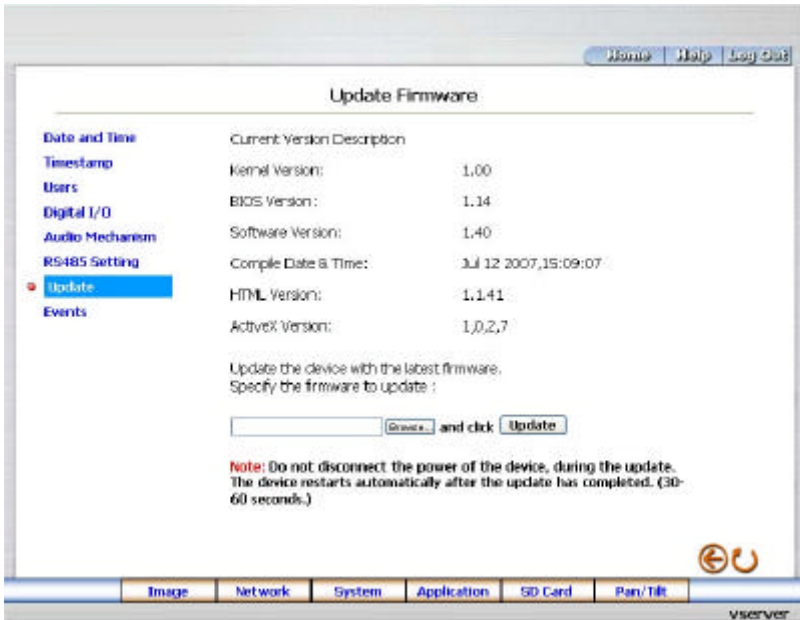 Home Help Log Out
Update Firmware
Date and Time
Timestamp
Users
Digital I/O
Audio Mechanism
RS485 Setting
Update
Events
Current Version Description
Kernel Version: 1.00
BIOS Version: 1.14
Software Version: 1.40
Compile Date & Time: Jul 12 2007,15:09:07
HTML Version: 1.1.41
ActiveX Version: 1,0,2,7
Update the device with the latest firmware.
Specify the firmware to update :
Browse... and click Update
Note: Do not disconnect the power of the device, during the update.
The device restarts automatically after the update has completed. (30-
60 seconds.)
Image Network System Application SD Card Pan/Tilt
vserver